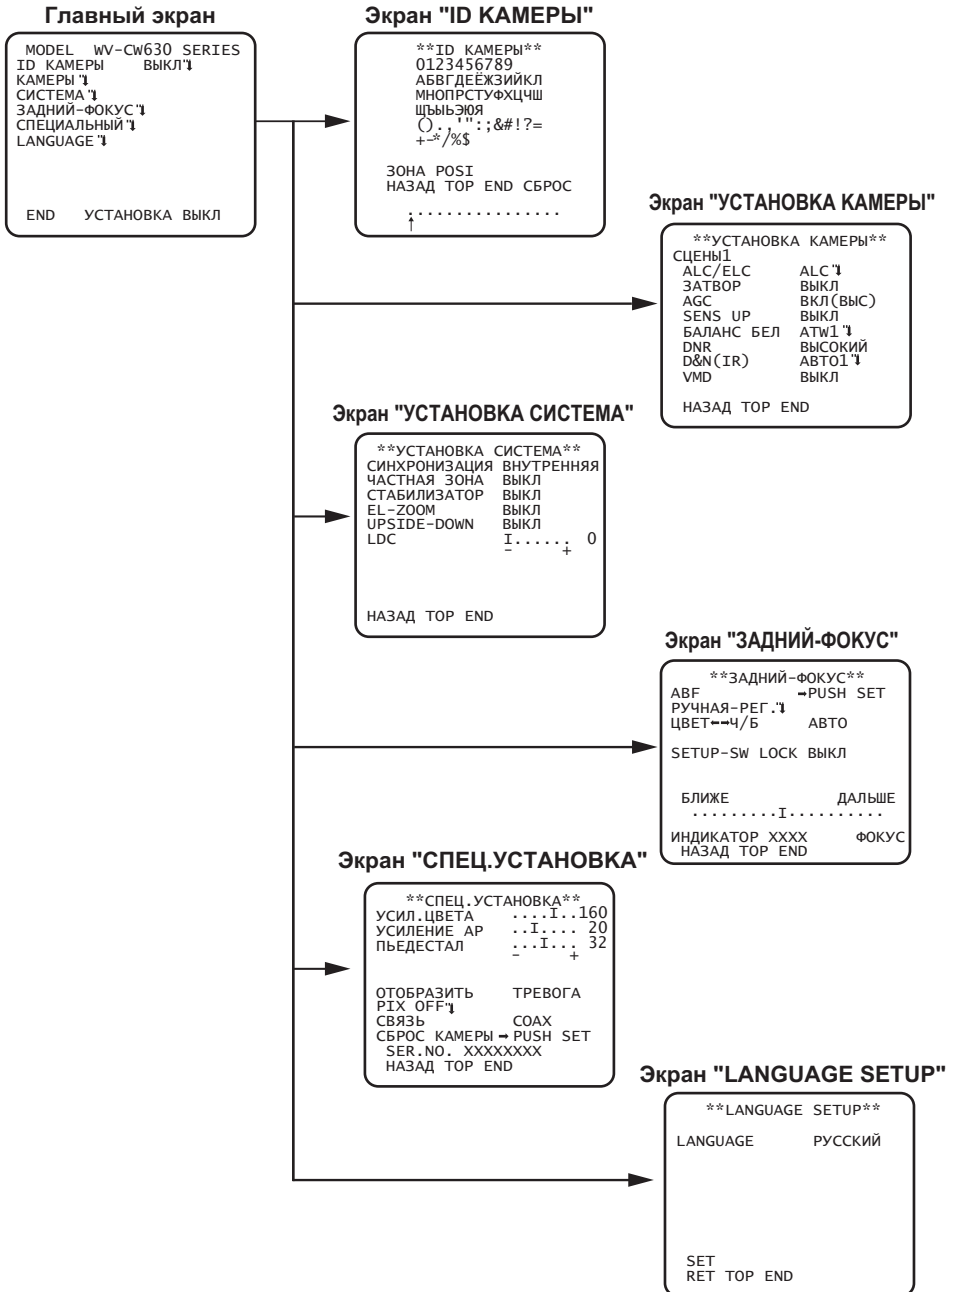 Главный экран
MODEL WV-CW630 SERIES
ID КАМЕРЫ ВЫКЛ
КАМЕРЫ
СИСТЕМА
ЗАДНИЙ-ФОКУС
СПЕЦИАЛЬНЫЙ
LANGUAGE
END УСТАНОВКА ВЫКЛ
Экран "ID КАМЕРЫ"
**ID КАМЕРЫ**
0123456789
АБВГДЕЁЖЗИЙКЛ
МНОПРСТУФХЦЧШ
ЩЪЫЬЭЮЯ
().,'":;&#!?=
+-*/%$
ЗОНА POSI
НАЗАД TOP END СБРОС
................
↑
Экран "УСТАНОВКА КАМЕРЫ"
**УСТАНОВКА КАМЕРЫ**
СЦЕНЫ1
ALC/ELC ALC
ЗАТВОР ВЫКЛ
AGC ВКЛ(ВЫС)
SENS UP ВЫКЛ
БАЛАНС БЕЛ ATW1
DNR ВЫСОКИЙ
D&N(IR) АВТО1
VMD ВЫКЛ
НАЗАД TOP END
Экран "УСТАНОВКА СИСТЕМА"
**УСТАНОВКА СИСТЕМА**
СИНХРОНИЗАЦИЯ ВНУТРЕННЯЯ
ЧАСТНАЯ ЗОНА ВЫКЛ
СТАБИЛИЗАТОР ВЫКЛ
EL-ZOOM ВЫКЛ
UPSIDE-DOWN ВЫКЛ
LDC I...... 0
- +
НАЗАД TOP END
Экран "ЗАДНИЙ-ФОКУС"
**ЗАДНИЙ-ФОКУС**
ABF →PUSH SET
РУЧНАЯ-РЕГ.
ЦВЕТ←→Ч/Б АВТО
SETUP-SW LOCK ВЫКЛ
БЛИЖЕ ДАЛЬШЕ
.........I..........
ИНДИКАТОР XXXX ФОКУС
НАЗАД TOP END
Экран "СПЕЦ.УСТАНОВКА"
**СПЕЦ.УСТАНОВКА**
УСИЛ.ЦВЕТА ....I..160
УСИЛЕНИЕ АР ..I.... 20
ПЬЕДЕСТАЛ ...I... 32
- +
ОТОБРАЗИТЬ ТРЕВОГА
PIX OFF
СВЯЗЬ COAX
СБРОС КАМЕРЫ → PUSH SET
SER.NO. XXXXXXXX
НАЗАД TOP END
Экран "LANGUAGE SETUP"
**LANGUAGE SETUP**
LANGUAGE РУССКИЙ
SET
RET TOP END